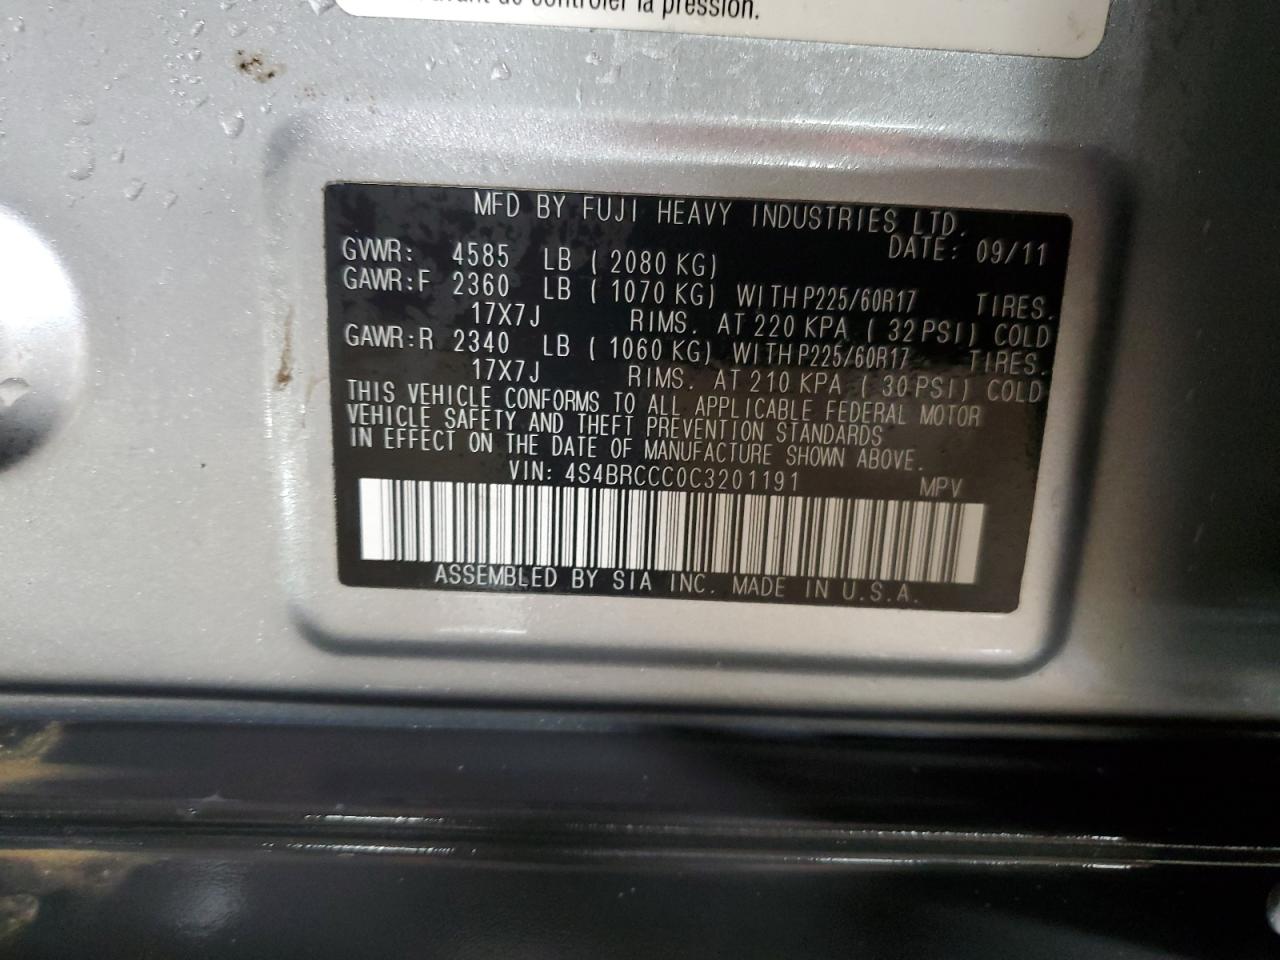 de contrôler la pression.
MFD BY FUJI HEAVY INDUSTRIES LTD.
DATE: 09/11
GVWR: 4585 LB ( 2080 KG)
GAWR:F 2360 LB ( 1070 KG) WITH P225/60R17 TIRES.
17X7J RIMS. AT 220 KPA ( 32 PSI) COLD
GAWR:R 2340 LB ( 1060 KG) WITH P225/60R17 TIRES.
17X7J RIMS. AT 210 KPA ( 30 PSI) COLD
THIS VEHICLE CONFORMS TO ALL APPLICABLE FEDERAL MOTOR
VEHICLE SAFETY AND THEFT PREVENTION STANDARDS
IN EFFECT ON THE DATE OF MANUFACTURE SHOWN ABOVE.
VIN: 4S4BRCCC0C3201191 MPV
ASSEMBLED BY SIA INC. MADE IN U.S.A.